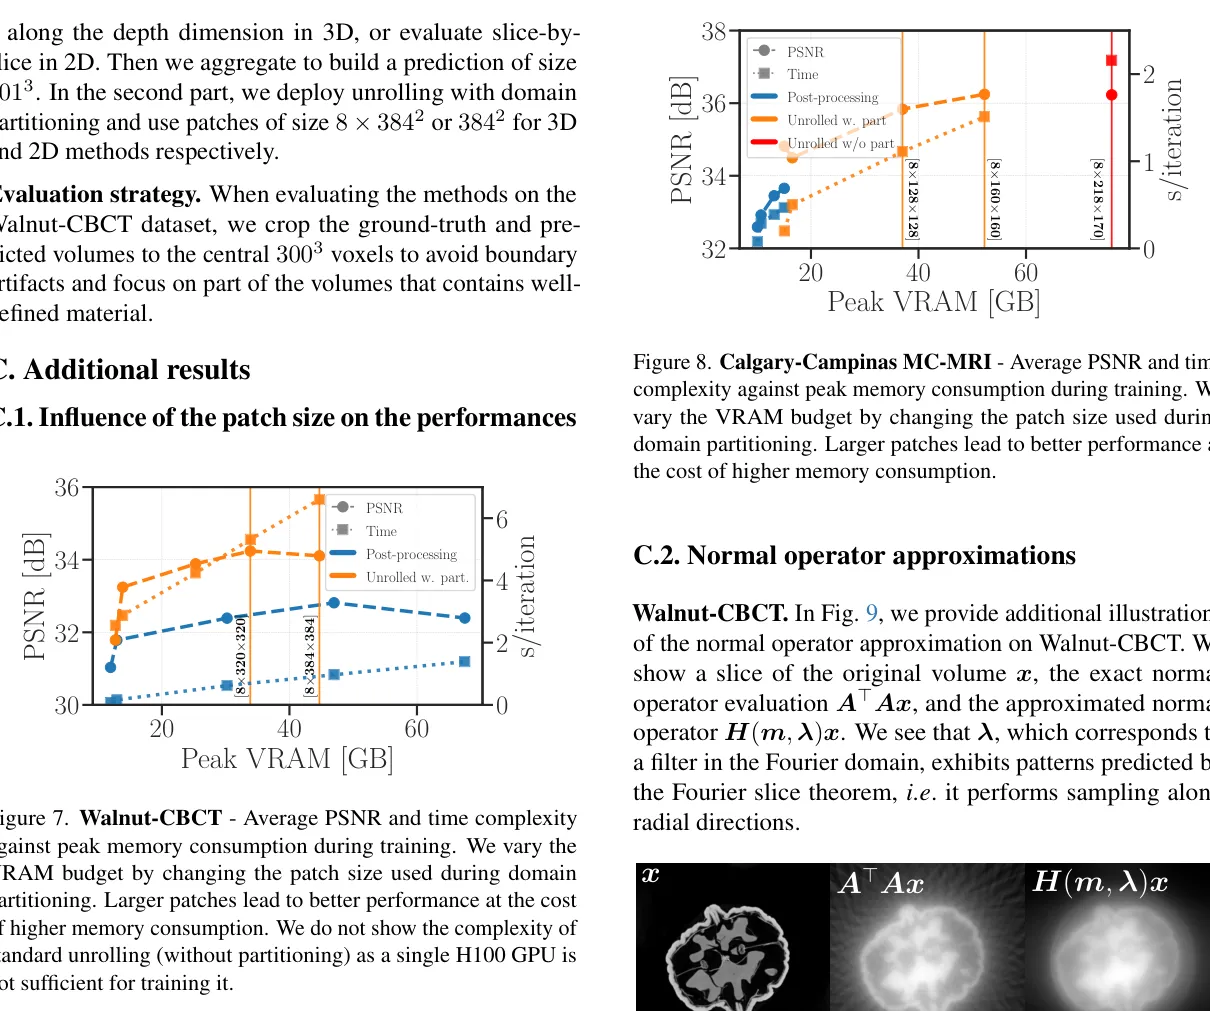 along the depth dimension in 3D, or evaluate slice-by-
lice in 2D. Then we aggregate to build a prediction of size
01³. In the second part, we deploy unrolling with domain
artitioning and use patches of size 8 × 384² or 384² for 3D
nd 2D methods respectively.
valuation strategy. When evaluating the methods on the
Walnut-CBCT dataset, we crop the ground-truth and pre-
icted volumes to the central 300³ voxels to avoid boundary
rtifacts and focus on part of the volumes that contains well-
efined material.
C. Additional results
C.1. Influence of the patch size on the performances
36
34
32
30
PSNR [dB]
20
40
60
Peak VRAM [GB]
6
4
2
0
s/iteration
PSNR
Time
Post-processing
Unrolled w. part.
[8×320×320]
[8×384×384]
igure 7. Walnut-CBCT - Average PSNR and time complexity
gainst peak memory consumption during training. We vary the
VRAM budget by changing the patch size used during domain
artitioning. Larger patches lead to better performance at the cost
f higher memory consumption. We do not show the complexity of
tandard unrolling (without partitioning) as a single H100 GPU is
ot sufficient for training it.
38
36
34
32
PSNR [dB]
20
40
60
Peak VRAM [GB]
2
1
0
s/iteration
PSNR
Time
Post-processing
Unrolled w. part
Unrolled w/o part
[8×128×128]
[8×160×160]
[8×218×170]
Figure 8. Calgary-Campinas MC-MRI - Average PSNR and tim
complexity against peak memory consumption during training. W
vary the VRAM budget by changing the patch size used durin
domain partitioning. Larger patches lead to better performance a
the cost of higher memory consumption.
C.2. Normal operator approximations
Walnut-CBCT. In Fig. 9, we provide additional illustration
of the normal operator approximation on Walnut-CBCT. W
show a slice of the original volume x, the exact norma
operator evaluation A⊤Ax, and the approximated norma
operator H(m, λ)x. We see that λ, which corresponds t
a filter in the Fourier domain, exhibits patterns predicted b
the Fourier slice theorem, i.e. it performs sampling alon
radial directions.
x
A⊤Ax
H(m, λ)x